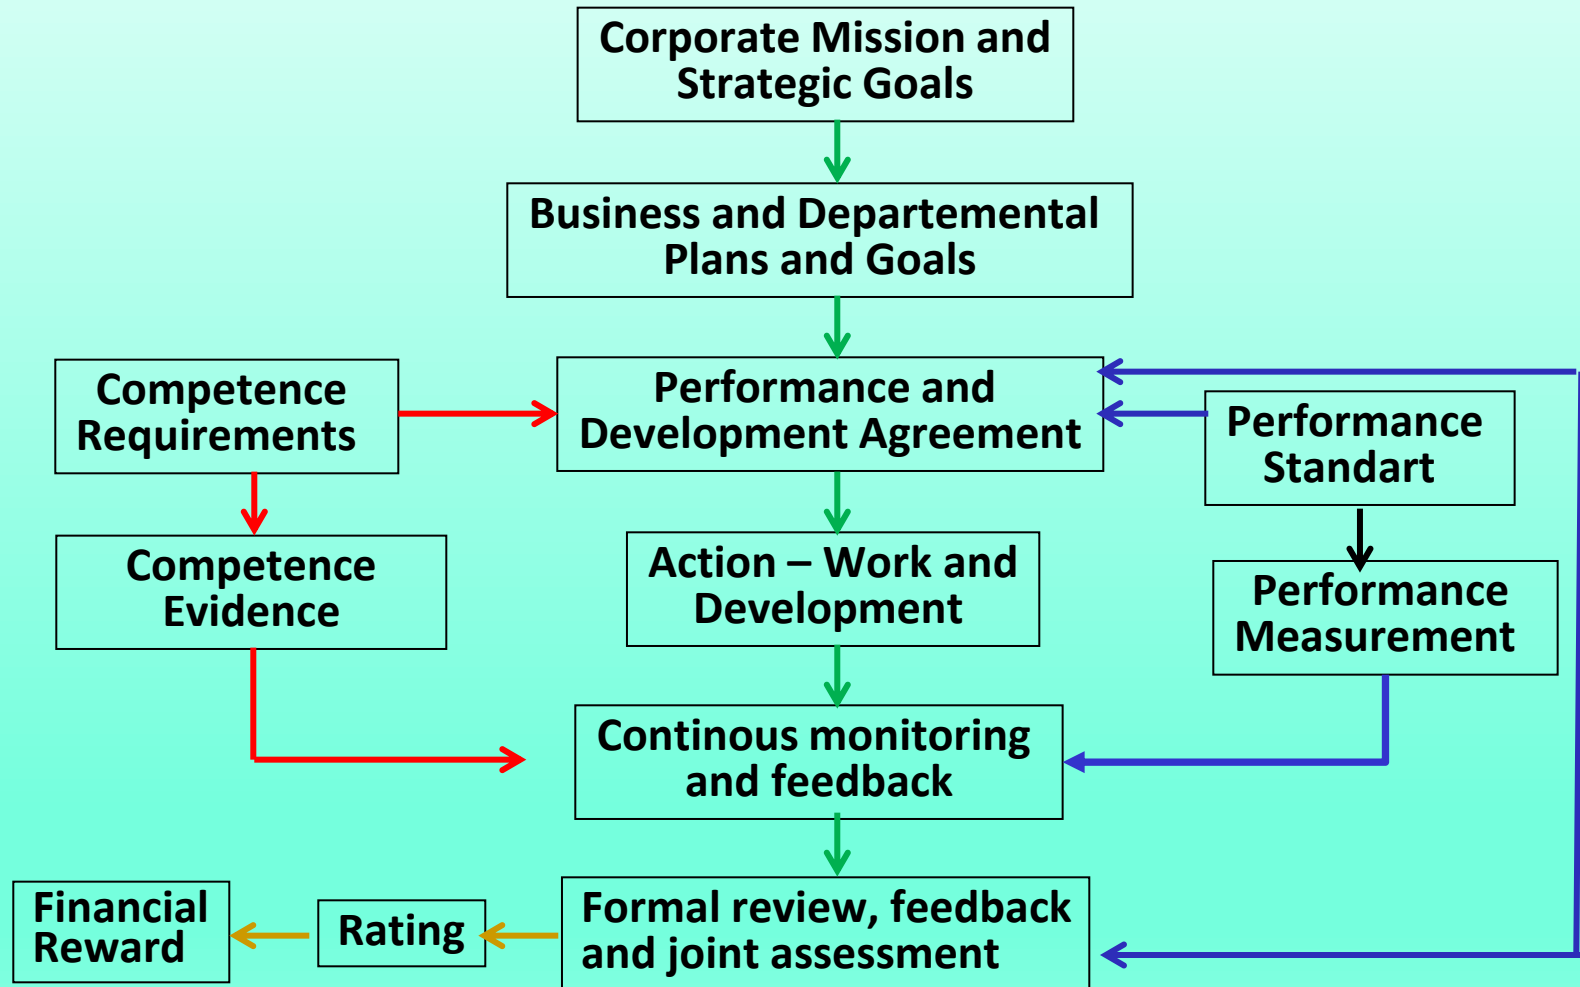 Corporate Mission and
Strategic Goals
Business and Departemental
Plans and Goals
Competence
Requirements
Performance and
Development Agreement
Performance
Standart
Competence
Evidence
Action – Work and
Development
Performance
Measurement
Continous monitoring
and feedback
Financial
Reward
Rating
Formal review, feedback
and joint assessment